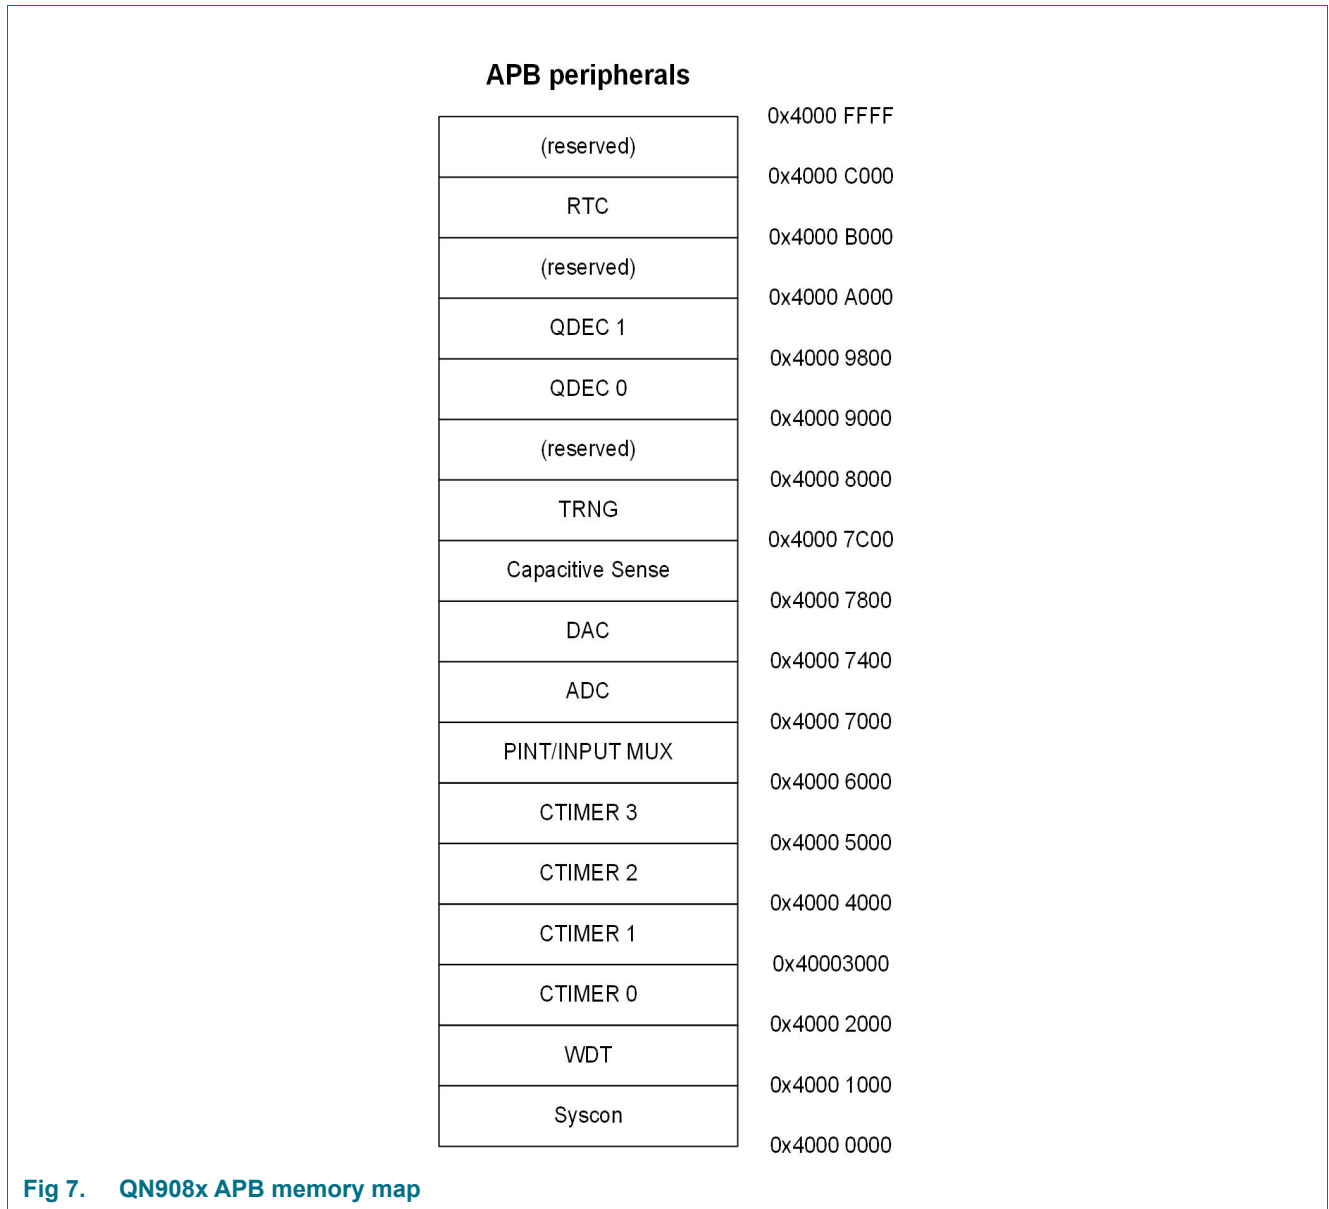 APB peripherals
0x4000 FFFF
(reserved)
0x4000 C000
RTC
0x4000 B000
(reserved)
0x4000 A000
QDEC 1
0x4000 9800
QDEC 0
0x4000 9000
(reserved)
0x4000 8000
TRNG
0x4000 7C00
Capacitive Sense
0x4000 7800
DAC
0x4000 7400
ADC
0x4000 7000
PINT/INPUT MUX
0x4000 6000
CTIMER 3
0x4000 5000
CTIMER 2
0x4000 4000
CTIMER 1
0x40003000
CTIMER 0
0x4000 2000
WDT
0x4000 1000
Syscon
0x4000 0000
Fig 7. QN908x APB memory map